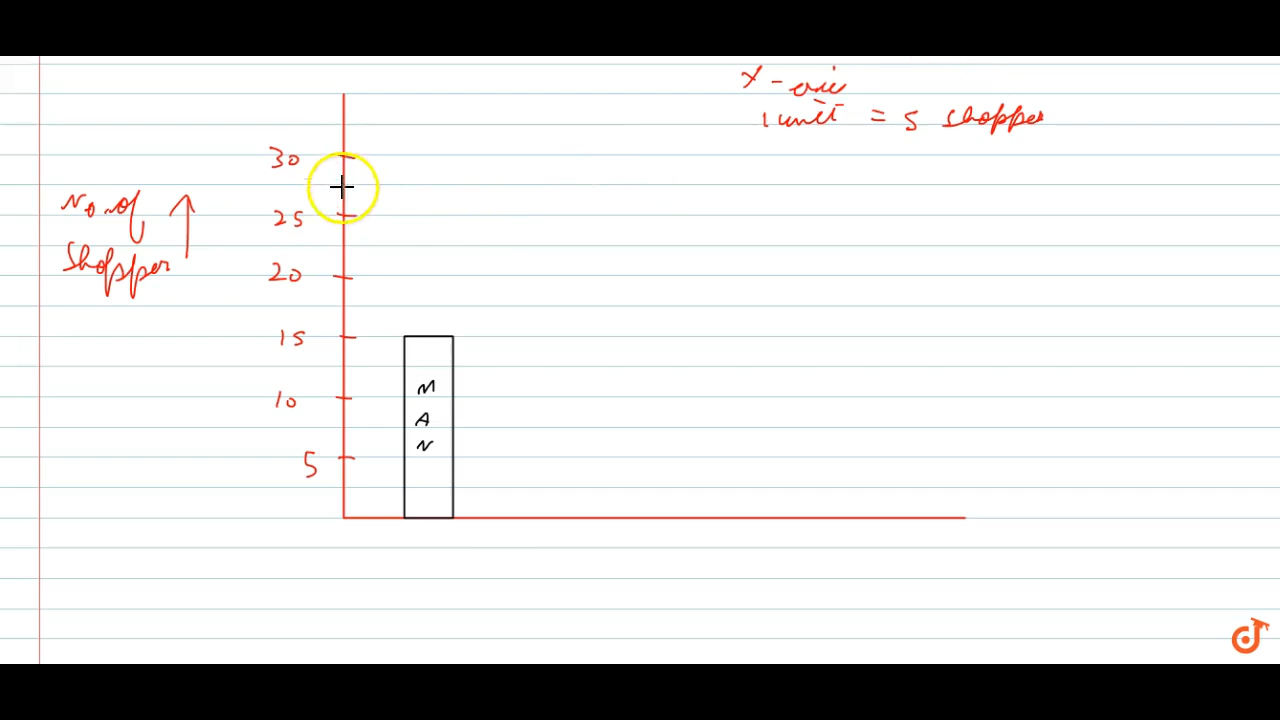 X-axis
1 unit = 5 shopper
30
25
No. of
shopper
20
15
10
5
M
A
N